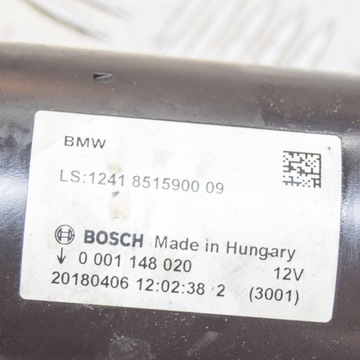 BMW
LS:1241 8515900 09
BOSCH Made in Hungary
↓ 0 001 148 020 12V
20180406 12:02:38 2 (3001)